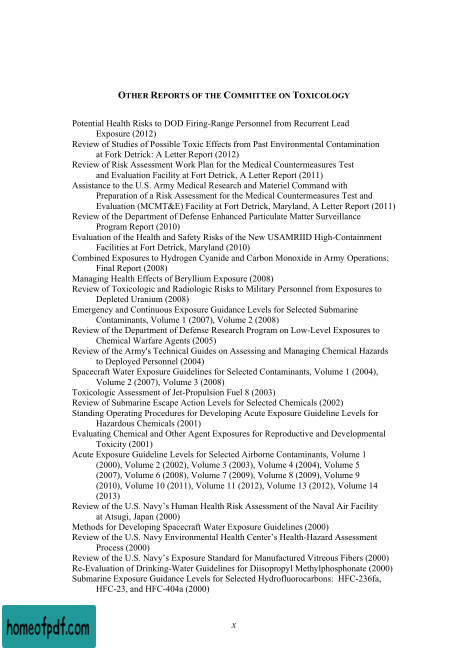 OTHER REPORTS OF THE COMMITTEE ON TOXICOLOGY
Potential Health Risks to DOD Firing-Range Personnel from Recurrent Lead
Exposure (2012)
Review of Studies of Possible Toxic Effects from Past Environmental Contamination
at Fork Detrick: A Letter Report (2012)
Review of Risk Assessment Work Plan for the Medical Countermeasures Test
and Evaluation Facility at Fort Detrick, A Letter Report (2011)
Assistance to the U.S. Army Medical Research and Materiel Command with
Preparation of a Risk Assessment for the Medical Countermeasures Test and
Evaluation (MCMT&E) Facility at Fort Detrick, Maryland, A Letter Report (2011)
Review of the Department of Defense Enhanced Particulate Matter Surveillance
Program Report (2010)
Evaluation of the Health and Safety Risks of the New USAMRIID High-Containment
Facilities at Fort Detrick, Maryland (2010)
Combined Exposures to Hydrogen Cyanide and Carbon Monoxide in Army Operations:
Final Report (2008)
Managing Health Effects of Beryllium Exposure (2008)
Review of Toxicologic and Radiologic Risks to Military Personnel from Exposures to
Depleted Uranium (2008)
Emergency and Continuous Exposure Guidance Levels for Selected Submarine
Contaminants, Volume 1 (2007), Volume 2 (2008)
Review of the Department of Defense Research Program on Low-Level Exposures to
Chemical Warfare Agents (2005)
Review of the Army's Technical Guides on Assessing and Managing Chemical Hazards
to Deployed Personnel (2004)
Spacecraft Water Exposure Guidelines for Selected Contaminants, Volume 1 (2004),
Volume 2 (2007), Volume 3 (2008)
Toxicologic Assessment of Jet-Propulsion Fuel 8 (2003)
Review of Submarine Escape Action Levels for Selected Chemicals (2002)
Standing Operating Procedures for Developing Acute Exposure Guideline Levels for
Hazardous Chemicals (2001)
Evaluating Chemical and Other Agent Exposures for Reproductive and Developmental
Toxicity (2001)
Acute Exposure Guideline Levels for Selected Airborne Contaminants, Volume 1
(2000), Volume 2 (2002), Volume 3 (2003), Volume 4 (2004), Volume 5
(2007), Volume 6 (2008), Volume 7 (2009), Volume 8 (2009), Volume 9
(2010), Volume 10 (2011), Volume 11 (2012), Volume 13 (2012), Volume 14
(2013)
Review of the U.S. Navy's Human Health Risk Assessment of the Naval Air Facility
at Atsugi, Japan (2000)
Methods for Developing Spacecraft Water Exposure Guidelines (2000)
Review of the U.S. Navy Environmental Health Center's Health-Hazard Assessment
Process (2000)
Review of the U.S. Navy's Exposure Standard for Manufactured Vitreous Fibers (2000)
Re-Evaluation of Drinking-Water Guidelines for Diisopropyl Methylphosphonate (2000)
Submarine Exposure Guidance Levels for Selected Hydrofluorocarbons: HFC-236fa,
HFC-23, and HFC-404a (2000)
x
homeofpdf.com